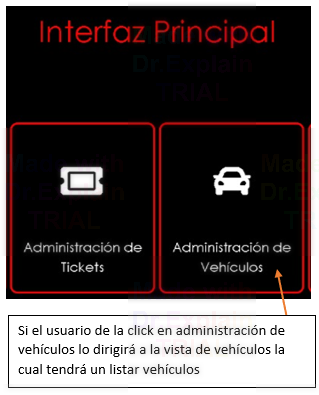 Interfaz Principal
Dr.Explain
TRIAL
Administración de
Tickets
Administración de
Vehículos
Si el usuario de la click en administración de
vehículos lo dirigirá a la vista de vehículos la
cual tendrá un listar vehículos